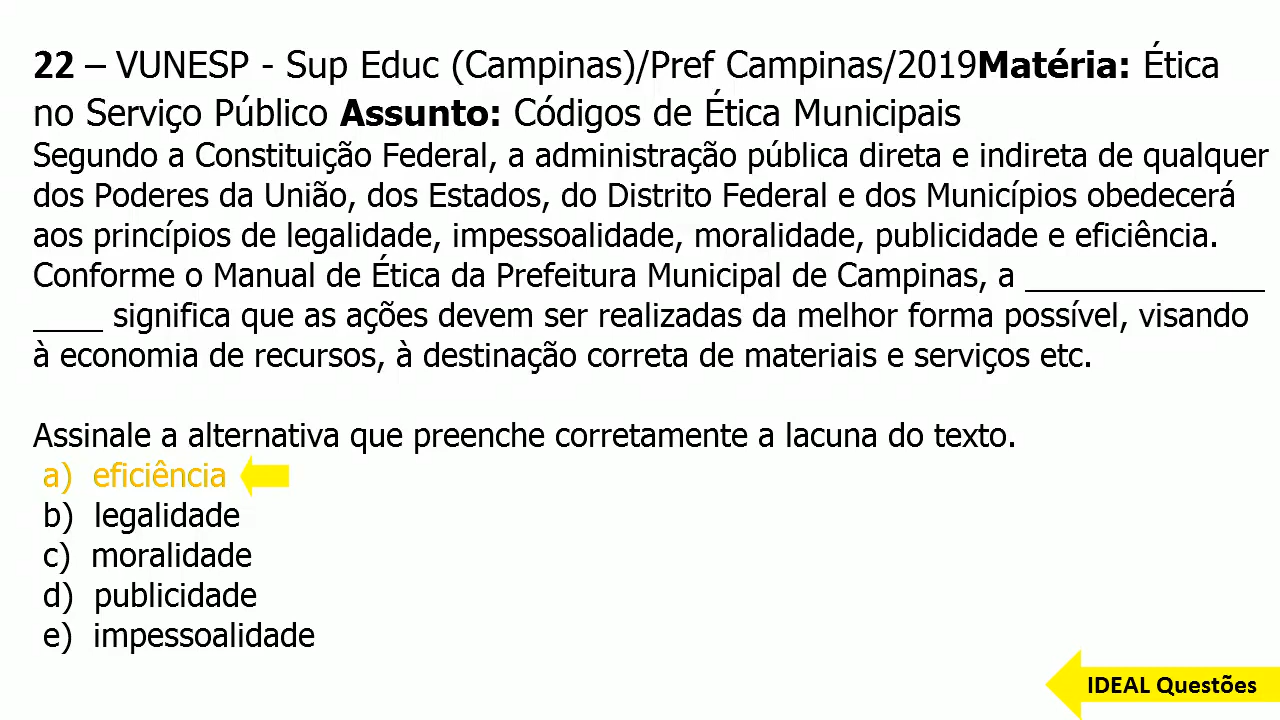 22 – VUNESP - Sup Educ (Campinas)/Pref Campinas/2019Matéria: Ética
no Serviço Público Assunto: Códigos de Ética Municipais
Segundo a Constituição Federal, a administração pública direta e indireta de qualquer
dos Poderes da União, dos Estados, do Distrito Federal e dos Municípios obedecerá
aos princípios de legalidade, impessoalidade, moralidade, publicidade e eficiência.
Conforme o Manual de Ética da Prefeitura Municipal de Campinas, a ______________
____ significa que as ações devem ser realizadas da melhor forma possível, visando
à economia de recursos, à destinação correta de materiais e serviços etc.
Assinale a alternativa que preenche corretamente a lacuna do texto.
a) eficiência
b) legalidade
c) moralidade
d) publicidade
e) impessoalidade
IDEAL Questões